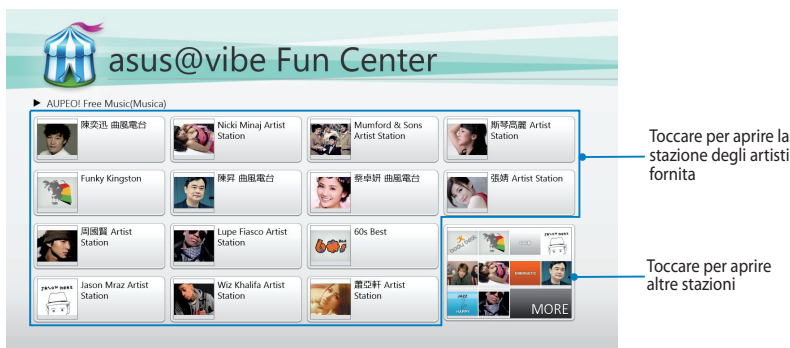 asus@vibe Fun Center
▶ AUPEO! Free Music(Musica)
陳奕迅 曲風電台
Nicki Minaj Artist
Station
Mumford & Sons
Artist Station
斯琴高麗 Artist
Station
Funky Kingston
陳昇 曲風電台
蔡卓妍 曲風電台
張婧 Artist Station
周國賢 Artist
Station
Lupe Fiasco Artist
Station
60s Best
Jason Mraz Artist
Station
Wiz Khalifa Artist
Station
蕭亞軒 Artist
Station
MORE
Toccare per aprire la
stazione degli artisti
fornita
Toccare per aprire
altre stazioni